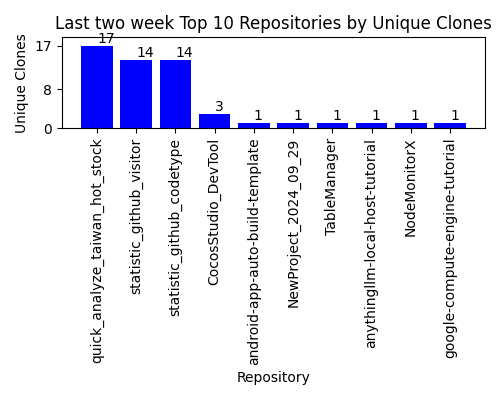 Last two week Top 10 Repositories by Unique Clones
Unique Clones
17
8
0
17
14
14
3
1
1
1
1
1
1
quick_analyze_taiwan_hot_stock
statistic_github_visitor
statistic_github_codetype
CocosStudio_DevTool
android-app-auto-build-template
NewProject_2024_09_29
TableManager
anythingllm-local-host-tutorial
NodeMonitorX
google-compute-engine-tutorial
Repository